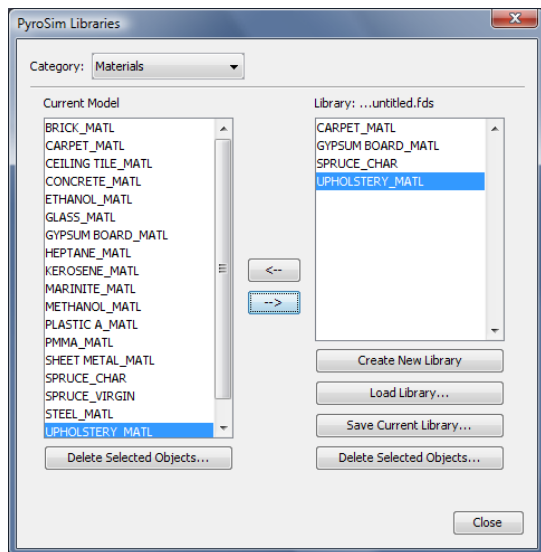 PyroSim Libraries
Category: Materials
Current Model
BRICK_MATL
CARPET_MATL
CEILING TILE_MATL
CONCRETE_MATL
ETHANOL_MATL
GLASS_MATL
GYPSUM BOARD_MATL
HEPTANE_MATL
KEROSENE_MATL
MARINITE_MATL
METHANOL_MATL
PLASTIC A_MATL
PMMA_MATL
SHEET METAL_MATL
SPRUCE_CHAR
SPRUCE_VIRGIN
STEEL_MATL
UPHOLSTERY_MATL
Delete Selected Objects...
<--
-->
Library: ...untitled.fds
CARPET_MATL
GYPSUM BOARD_MATL
SPRUCE_CHAR
UPHOLSTERY_MATL
Create New Library
Load Library...
Save Current Library...
Delete Selected Objects...
Close